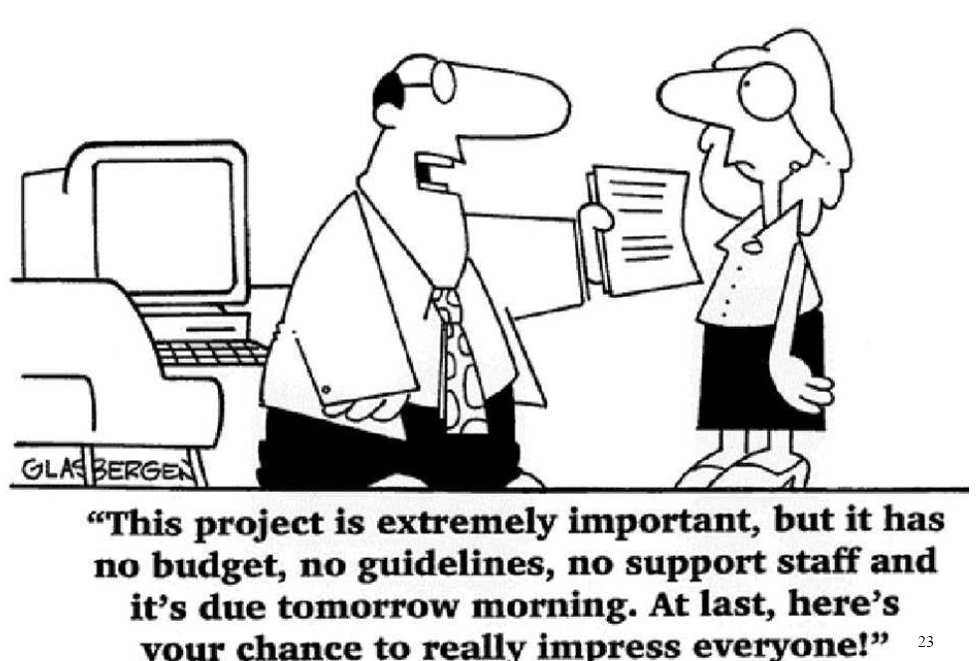 GLASBERGEN
“This project is extremely important, but it has
no budget, no guidelines, no support staff and
it’s due tomorrow morning. At last, here’s
your chance to really impress everyone!”
23